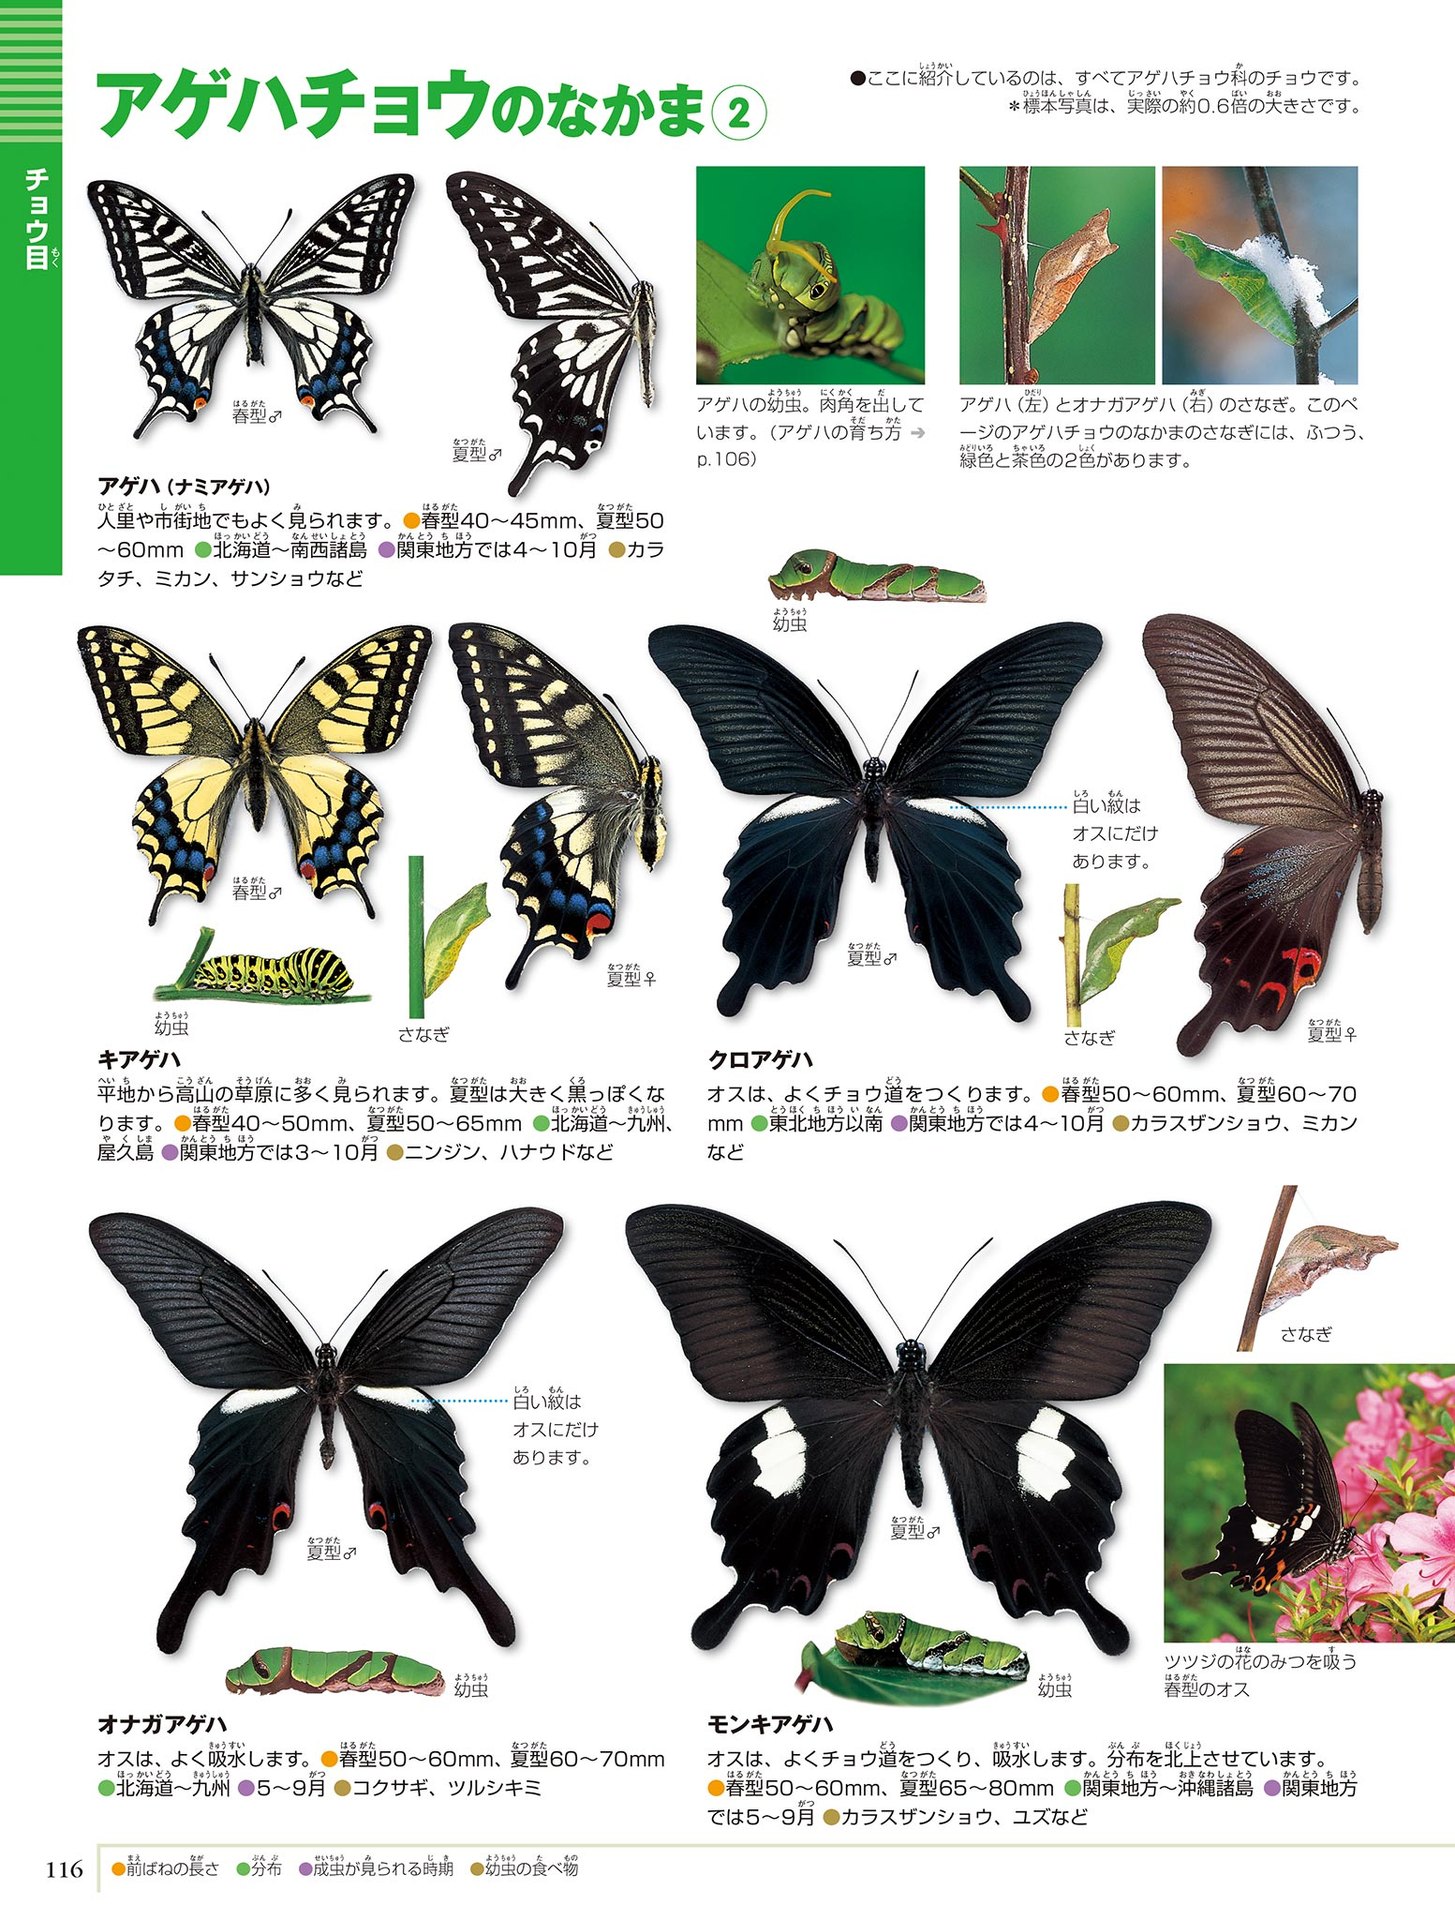 アゲハチョウのなかま②
●ここに紹介しているのは、すべてアゲハチョウ科のチョウです。
＊標本写真は、実際の約0.6倍の大きさです。
チョウ目
春型♂
夏型♂
アゲハの幼虫。肉角を出して
います。（アゲハの育ち方 ➔
p.106）
アゲハ（左）とオナガアゲハ（右）のさなぎ。このペ
ージのアゲハチョウのなかまのさなぎには、ふつう、
緑色と茶色の2色があります。
アゲハ（ナミアゲハ）
人里や市街地でもよく見られます。●春型40〜45mm、夏型50
〜60mm ●北海道〜南西諸島 ●関東地方では4〜10月 ●カラ
タチ、ミカン、サンショウなど
幼虫
春型♂
夏型♀
幼虫
さなぎ
キアゲハ
平地から高山の草原に多く見られます。夏型は大きく黒っぽくな
ります。●春型40〜50mm、夏型50〜65mm ●北海道〜九州、
屋久島 ●関東地方では3〜10月 ●ニンジン、ハナウドなど
白い紋は
オスにだけ
あります。
夏型♂
さなぎ
夏型♀
クロアゲハ
オスは、よくチョウ道をつくります。●春型50〜60mm、夏型60〜70
mm ●東北地方以南 ●関東地方では4〜10月 ●カラスザンショウ、ミカン
など
白い紋は
オスにだけ
あります。
夏型♂
幼虫
オナガアゲハ
オスは、よく吸水します。●春型50〜60mm、夏型60〜70mm
●北海道〜九州 ●5〜9月 ●コクサギ、ツルシキミ
さなぎ
夏型♂
幼虫
ツツジの花のみつを吸う
春型のオス
モンキアゲハ
オスは、よくチョウ道をつくり、吸水します。分布を北上させています。
●春型50〜60mm、夏型65〜80mm ●関東地方〜沖縄諸島 ●関東地方
では5〜9月 ●カラスザンショウ、ユズなど
116 ●前ばねの長さ ●分布 ●成虫が見られる時期 ●幼虫の食べ物